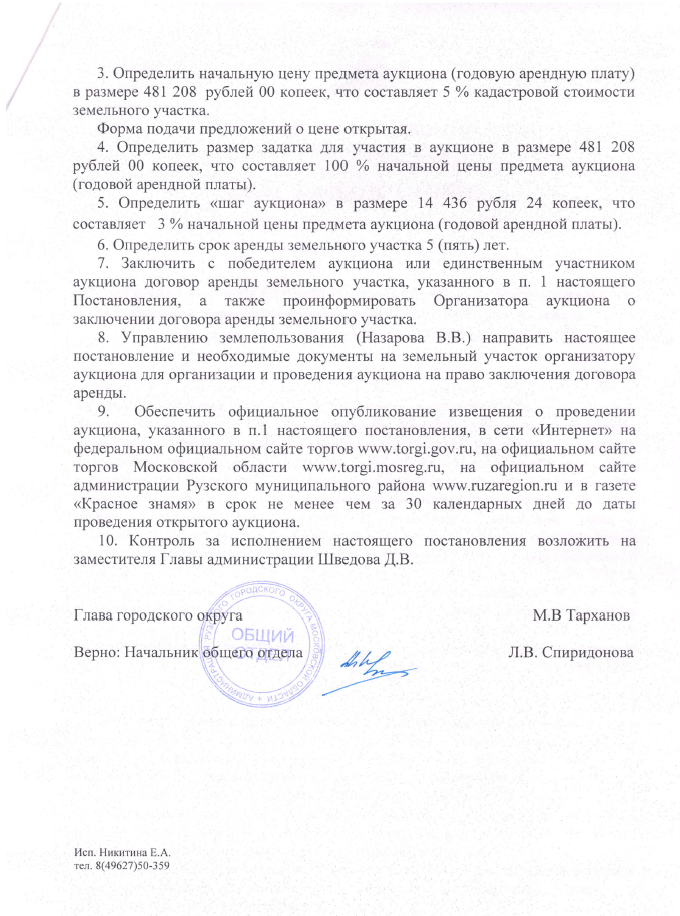 3. Определить начальную цену предмета аукциона (годовую арендную плату)
в размере 481 208 рублей 00 копеек, что составляет 5 % кадастровой стоимости
земельного участка.
Форма подачи предложений о цене открытая.
4. Определить размер задатка для участия в аукционе в размере 481 208
рублей 00 копеек, что составляет 100 % начальной цены предмета аукциона
(годовой арендной платы).
5. Определить «шаг аукциона» в размере 14 436 рубля 24 копеек, что
составляет 3 % начальной цены предмета аукциона (годовой арендной платы).
6. Определить срок аренды земельного участка 5 (пять) лет.
7. Заключить с победителем аукциона или единственным участником
аукциона договор аренды земельного участка, указанного в п. 1 настоящего
Постановления, а также проинформировать Организатора аукциона о
заключении договора аренды земельного участка.
8. Управлению землепользования (Назарова В.В.) направить настоящее
постановление и необходимые документы на земельный участок организатору
аукциона для организации и проведения аукциона на право заключения договора
аренды.
9. Обеспечить официальное опубликование извещения о проведении
аукциона, указанного в п.1 настоящего постановления, в сети «Интернет» на
федеральном официальном сайте торгов www.torgi.gov.ru, на официальном сайте
торгов Московской области www.torgi.mosreg.ru, на официальном сайте
администрации Рузского муниципального района www.ruzaregion.ru и в газете
«Красное знамя» в срок не менее чем за 30 календарных дней до даты
проведения открытого аукциона.
10. Контроль за исполнением настоящего постановления возложить на
заместителя Главы администрации Шведова Д.В.
Глава городского округа М.В Тарханов
АДМИНИСТРАЦИЯ РУЗСКОГО ГОРОДСКОГО ОКРУГА МОСКОВСКОЙ ОБЛАСТИ
ОБЩИЙ
ОТДЕЛ
Верно: Начальник общего отдела Л.В. Спиридонова
Исп. Никитина Е.А.
тел. 8(49627)50-359